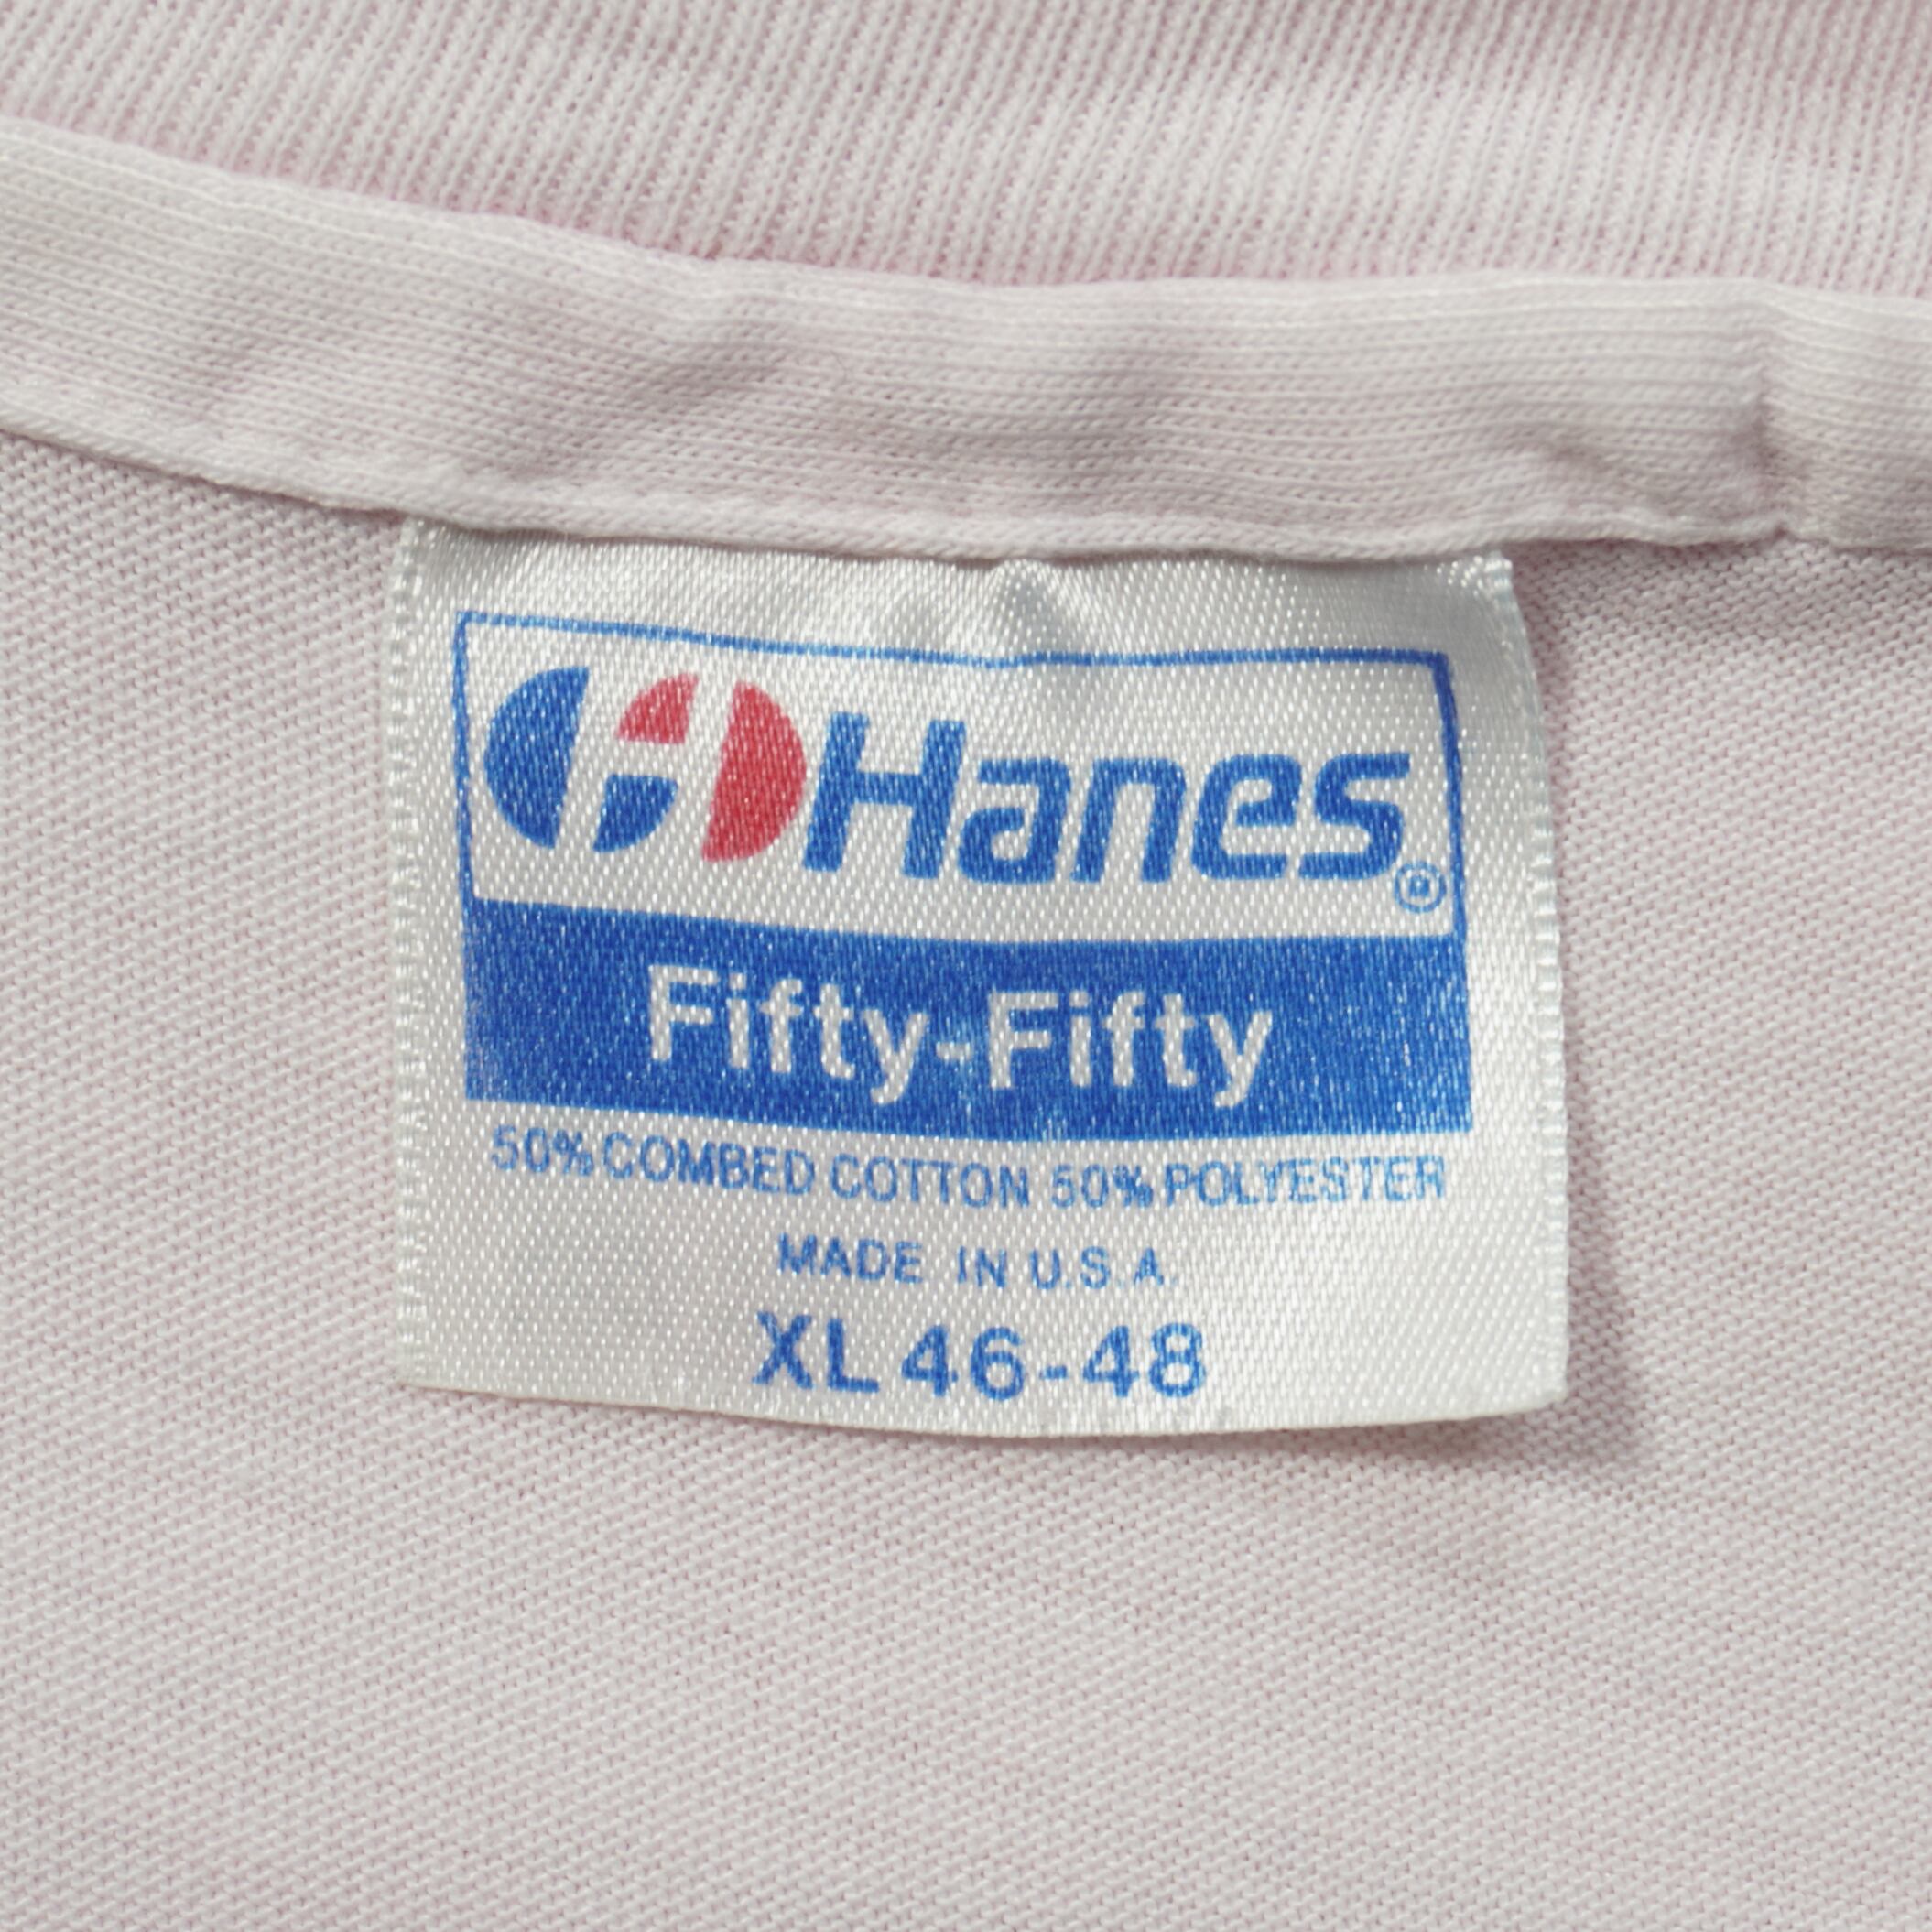 Hanes®
Fifty-Fifty
50% COMBED COTTON 50% POLYESTER
MADE IN U.S.A.
XL 46-48